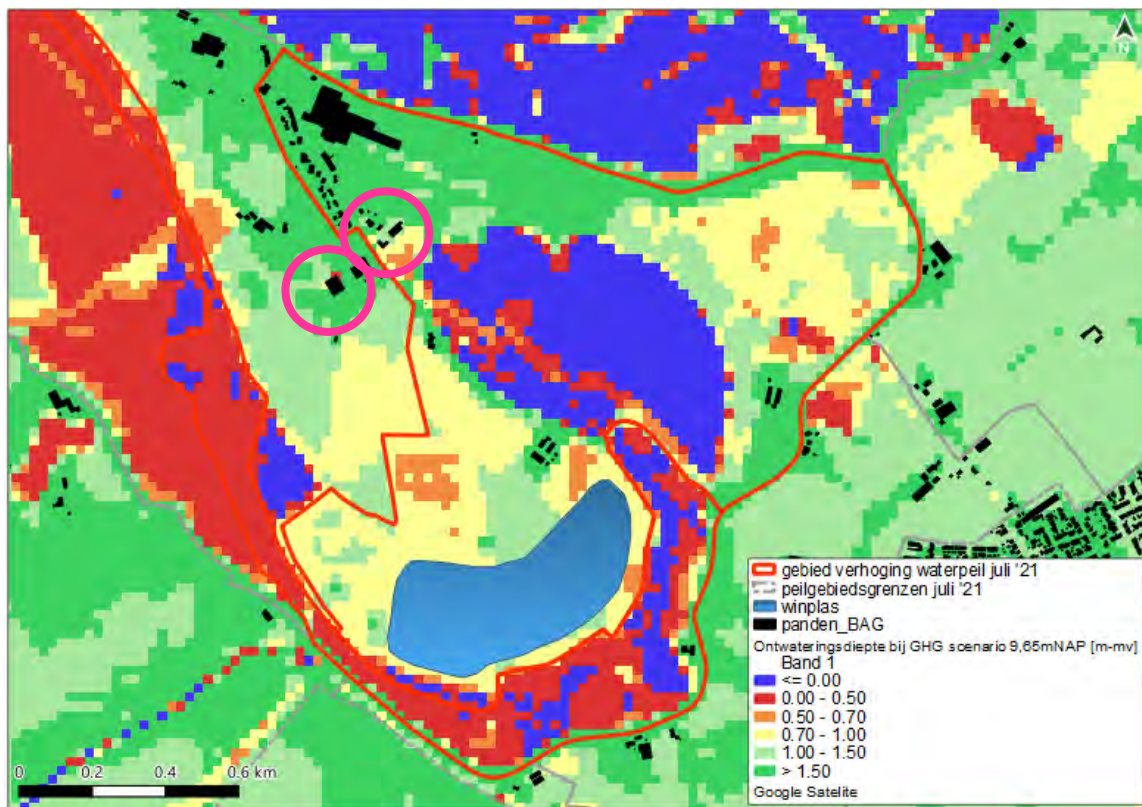 N
gebied verhoging waterpeil juli '21
peilgebiedsgrenzen juli '21
winplas
panden_BAG
Ontwateringsdiepte bij GHG scenario 9,65mNAP [m-mv]
Band 1
<= 0.00
0.00 - 0.50
0.50 - 0.70
0.70 - 1.00
1.00 - 1.50
> 1.50
Google Satelite
0 0.2 0.4 0.6 km